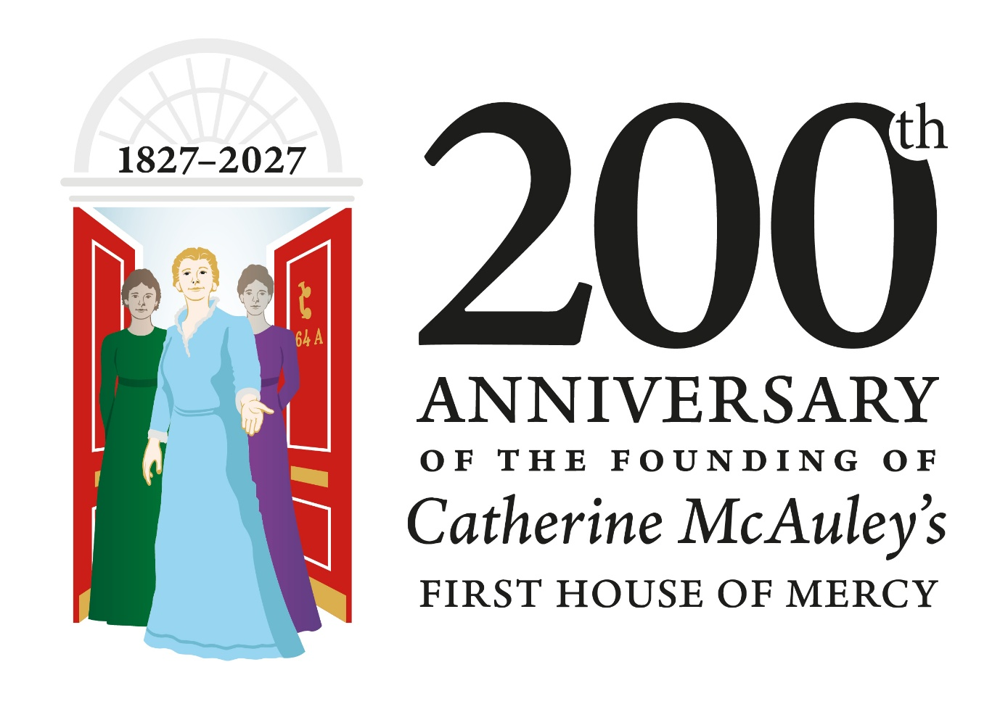 1827–2027
64 A
200th
ANNIVERSARY
OF THE FOUNDING OF
Catherine McAuley’s
FIRST HOUSE OF MERCY